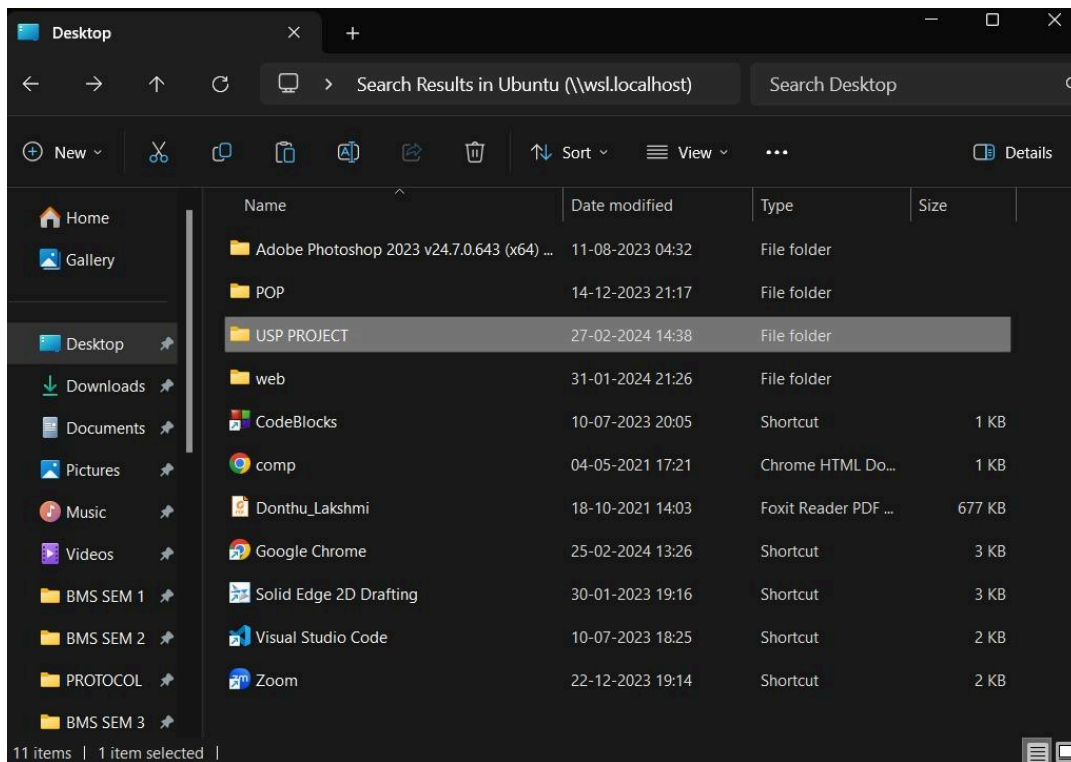 Desktop
Search Results in Ubuntu (\\wsl.localhost)
Search Desktop
New
Sort
View
Details
Name Date modified Type Size
Home
Gallery
Desktop
Downloads
Documents
Pictures
Music
Videos
BMS SEM 1
BMS SEM 2
PROTOCOL
BMS SEM 3
Adobe Photoshop 2023 v24.7.0.643 (x64) ... 11-08-2023 04:32 File folder
POP 14-12-2023 21:17 File folder
USP PROJECT 27-02-2024 14:38 File folder
web 31-01-2024 21:26 File folder
CodeBlocks 10-07-2023 20:05 Shortcut 1 KB
comp 04-05-2021 17:21 Chrome HTML Do... 1 KB
Donthu_Lakshmi 18-10-2021 14:03 Foxit Reader PDF ... 677 KB
Google Chrome 25-02-2024 13:26 Shortcut 3 KB
Solid Edge 2D Drafting 30-01-2023 19:16 Shortcut 3 KB
Visual Studio Code 10-07-2023 18:25 Shortcut 2 KB
Zoom 22-12-2023 19:14 Shortcut 2 KB
11 items | 1 item selected |